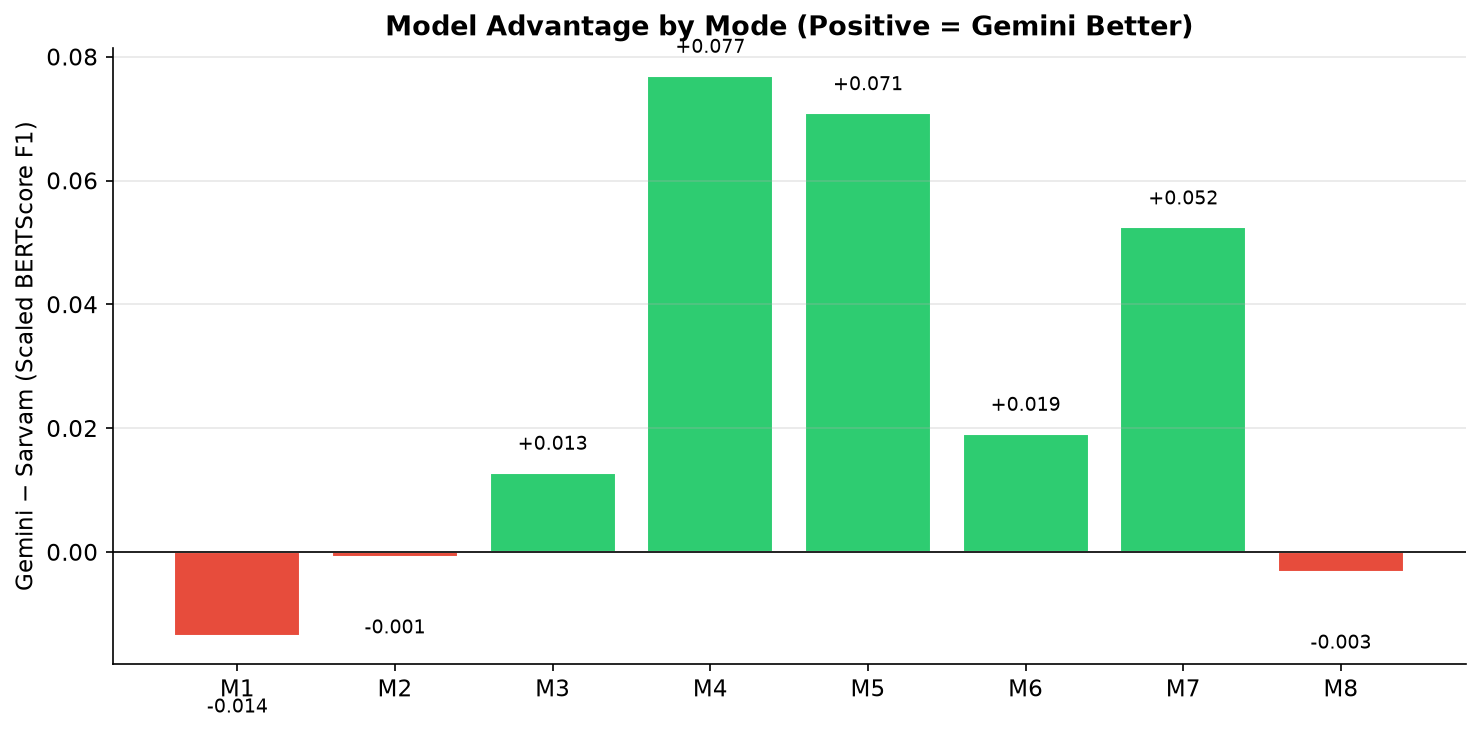 Model Advantage by Mode (Positive = Gemini Better)
+0.077
+0.071
+0.052
+0.019
+0.013
-0.001
-0.003
-0.014
Gemini − Sarvam (Scaled BERTScore F1)
0.08
0.06
0.04
0.02
0.00
M1
M2
M3
M4
M5
M6
M7
M8